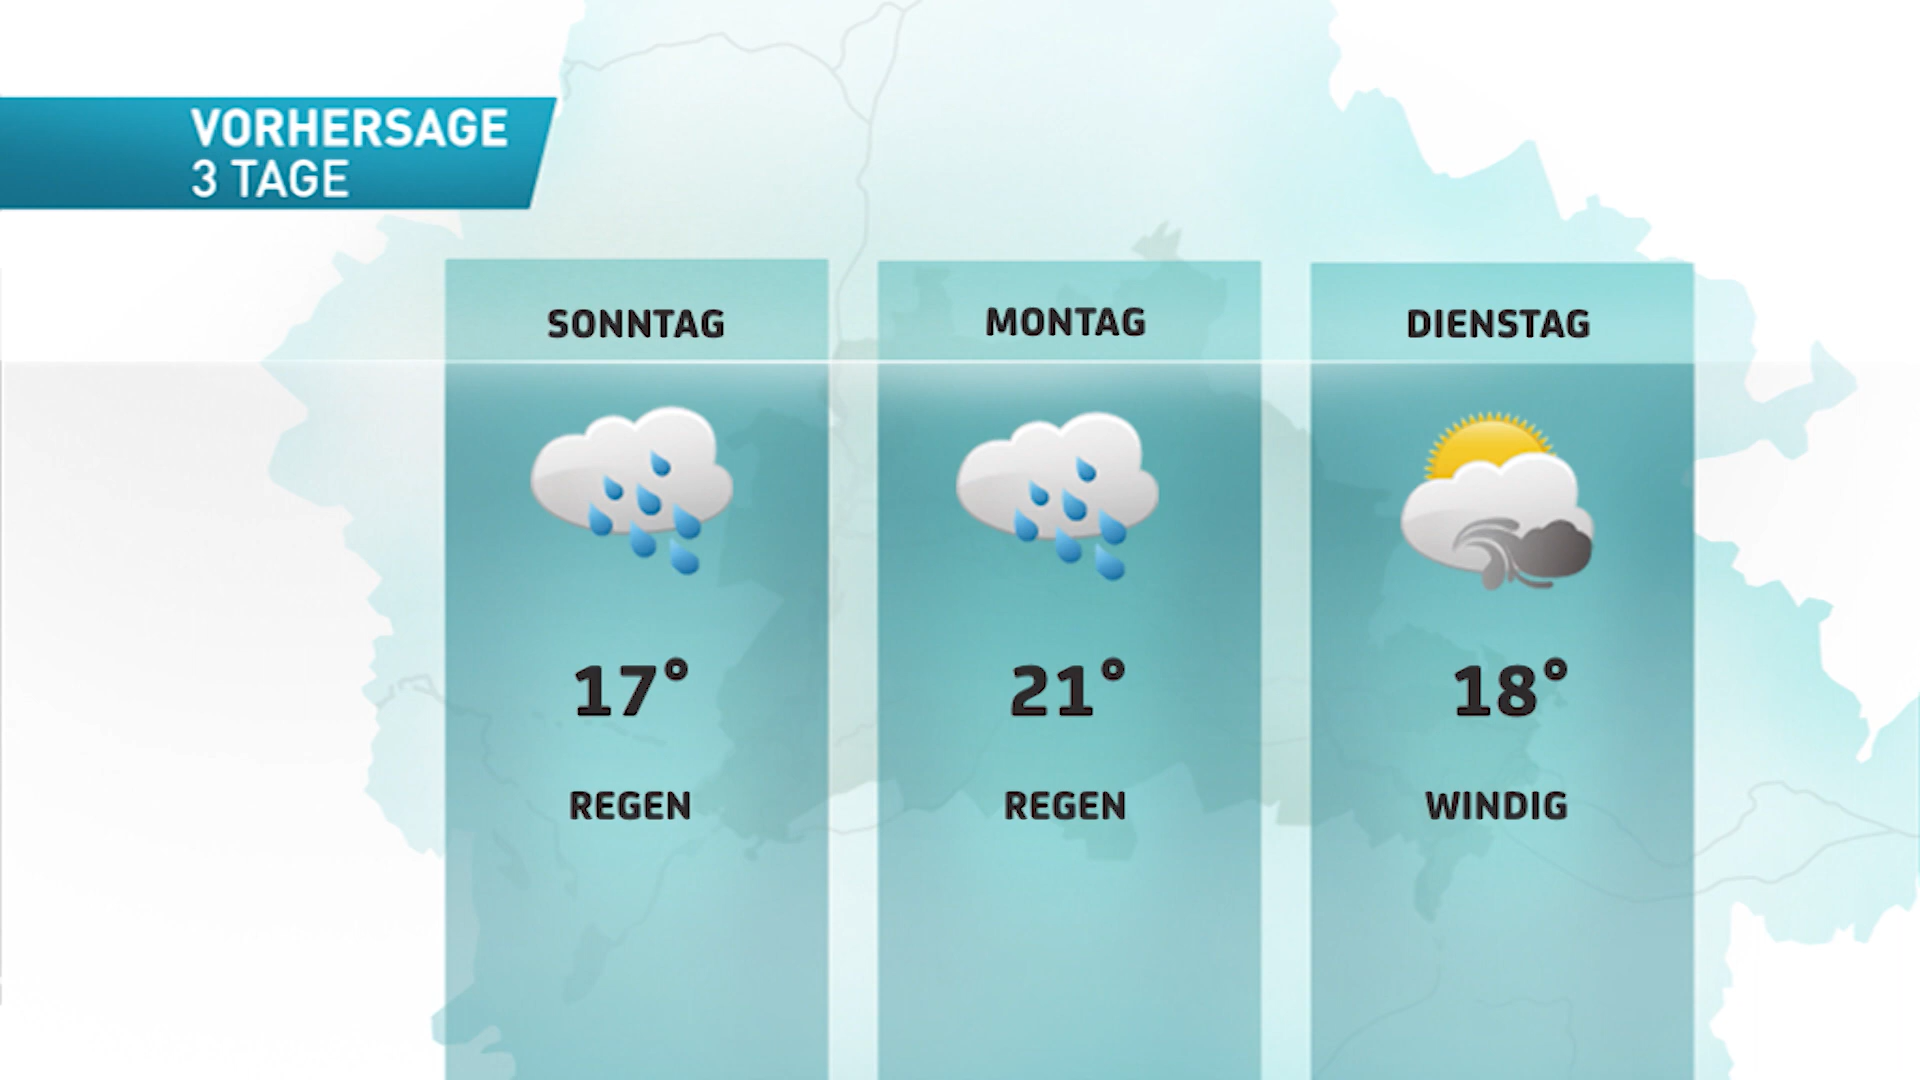 VORHERSAGE
3 TAGE
SONNTAG
MONTAG
DIENSTAG
17°
21°
18°
REGEN
REGEN
WINDIG